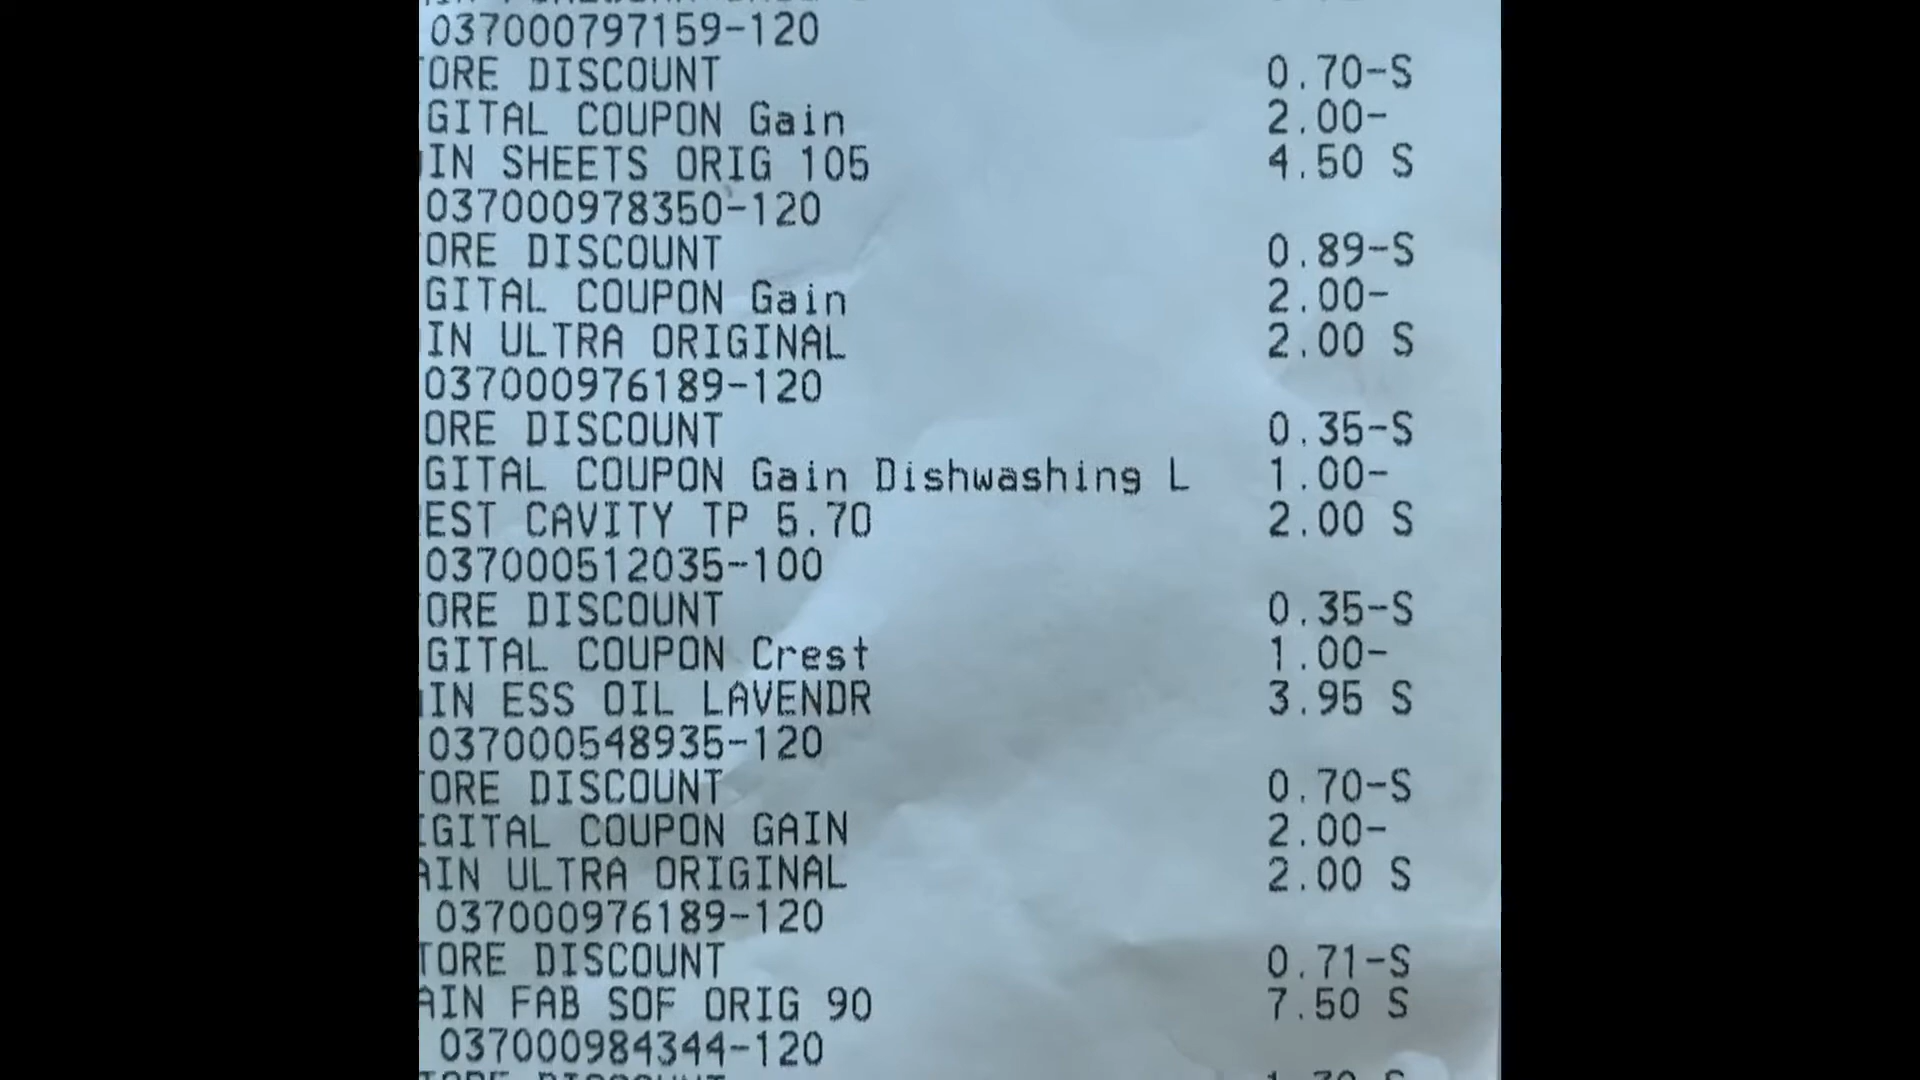 037000797159-120
ORE DISCOUNT 0.70-S
GITAL COUPON Gain 2.00-
IN SHEETS ORIG 105 4.50 S
037000978350-120
ORE DISCOUNT 0.89-S
GITAL COUPON Gain 2.00-
IN ULTRA ORIGINAL 2.00 S
037000976189-120
ORE DISCOUNT 0.35-S
GITAL COUPON Gain Dishwashing L 1.00-
EST CAVITY TP 5.70 2.00 S
037000512035-100
ORE DISCOUNT 0.35-S
GITAL COUPON Crest 1.00-
IN ESS OIL LAVENDR 3.95 S
037000548935-120
ORE DISCOUNT 0.70-S
IGITAL COUPON GAIN 2.00-
AIN ULTRA ORIGINAL 2.00 S
037000976189-120
TORE DISCOUNT 0.71-S
AIN FAB SOF ORIG 90 7.50 S
037000984344-120